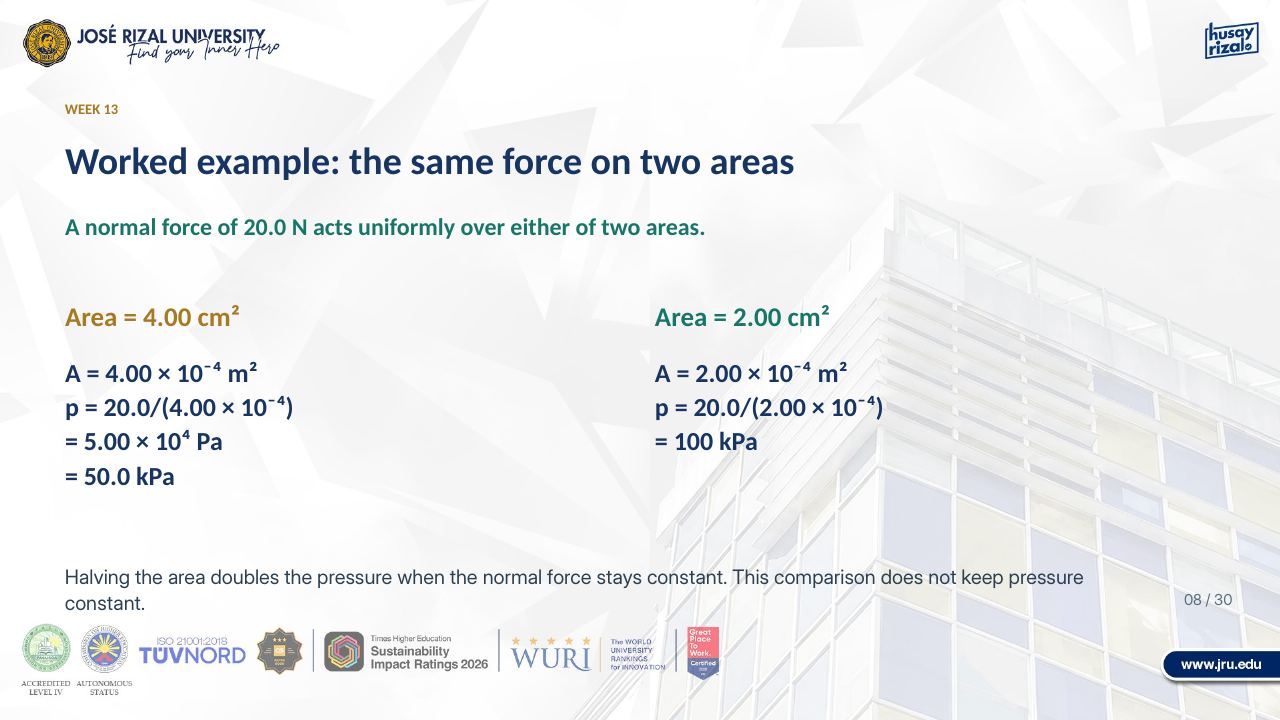 JOSÉ RIZAL UNIVERSITY
Find your Inner Hero
husay
rizal
WEEK 13
Worked example: the same force on two areas
A normal force of 20.0 N acts uniformly over either of two areas.
Area = 4.00 cm²
A = 4.00 × 10⁻⁴ m²
p = 20.0/(4.00 × 10⁻⁴)
= 5.00 × 10⁴ Pa
= 50.0 kPa
Area = 2.00 cm²
A = 2.00 × 10⁻⁴ m²
p = 20.0/(2.00 × 10⁻⁴)
= 100 kPa
Halving the area doubles the pressure when the normal force stays constant. This comparison does not keep pressure
constant.
08 / 30
ACCREDITED
LEVEL IV
AUTONOMOUS
STATUS
ISO 21001:2018
TÜVNORD
Times Higher Education
Sustainability
Impact Ratings 2026
WURI
The WORLD
UNIVERSITY
RANKINGS
for INNOVATION
Great
Place
To
Work.
Certified
www.jru.edu